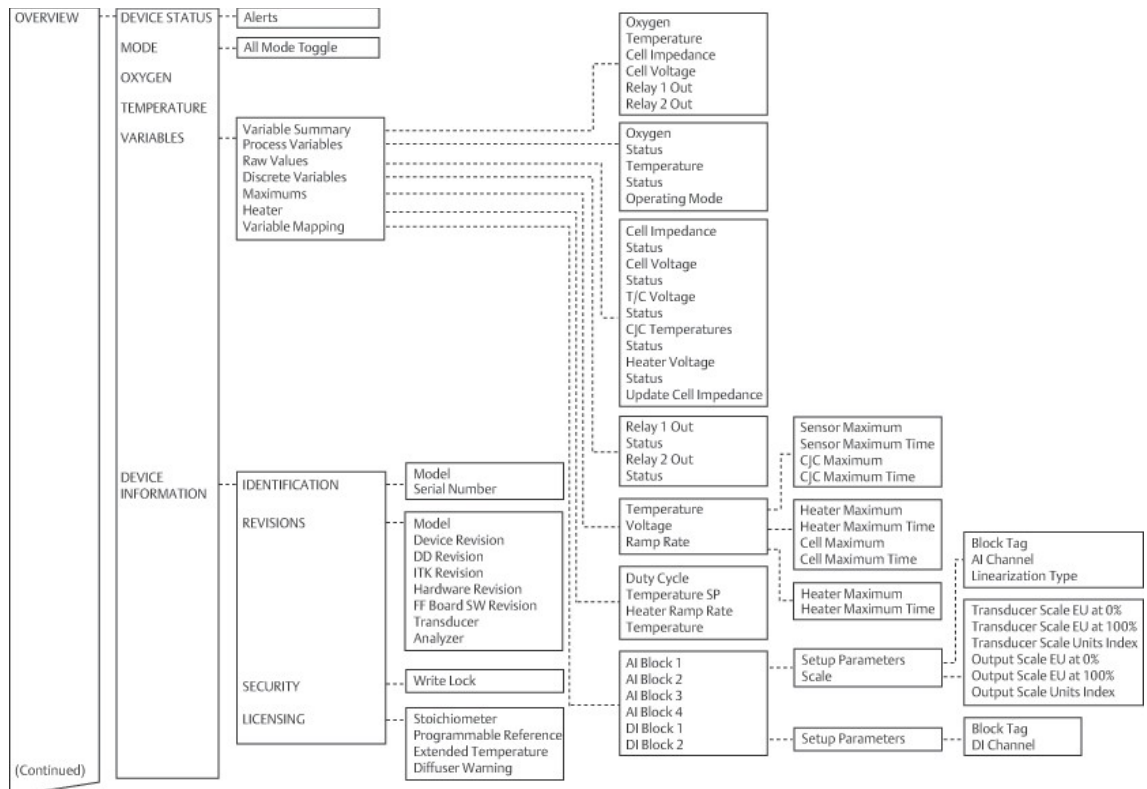 OVERVIEW
DEVICE STATUS
Alerts
MODE
All Mode Toggle
OXYGEN
TEMPERATURE
VARIABLES
Variable Summary
Process Variables
Raw Values
Discrete Variables
Maximums
Heater
Variable Mapping
Oxygen
Temperature
Cell Impedance
Cell Voltage
Relay 1 Out
Relay 2 Out
Oxygen
Status
Temperature
Status
Operating Mode
Cell Impedance
Status
Cell Voltage
Status
T/C Voltage
Status
CJC Temperatures
Status
Heater Voltage
Status
Update Cell Impedance
Relay 1 Out
Status
Relay 2 Out
Status
Temperature
Voltage
Ramp Rate
Sensor Maximum
Sensor Maximum Time
CJC Maximum
CJC Maximum Time
Heater Maximum
Heater Maximum Time
Cell Maximum
Cell Maximum Time
Heater Maximum
Heater Maximum Time
Duty Cycle
Temperature SP
Heater Ramp Rate
Temperature
AI Block 1
AI Block 2
AI Block 3
AI Block 4
DI Block 1
DI Block 2
Setup Parameters
Scale
Block Tag
AI Channel
Linearization Type
Transducer Scale EU at 0%
Transducer Scale EU at 100%
Transducer Scale Units Index
Output Scale EU at 0%
Output Scale EU at 100%
Output Scale Units Index
Setup Parameters
Block Tag
DI Channel
DEVICE
INFORMATION
IDENTIFICATION
Model
Serial Number
REVISIONS
Model
Device Revision
DD Revision
ITK Revision
Hardware Revision
FF Board SW Revision
Transducer
Analyzer
SECURITY
Write Lock
LICENSING
Stoichiometer
Programmable Reference
Extended Temperature
Diffuser Warning
(Continued)